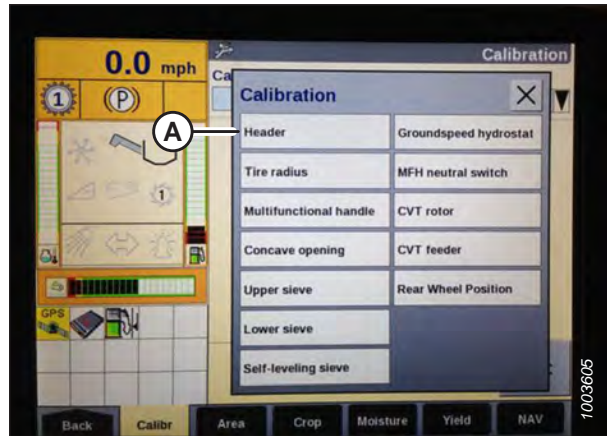 0.0 mph
Calibration
1
(P)
Ca
Calibration
A
Header
Groundspeed hydrostat
Tire radius
MFH neutral switch
Multifunctional handle
CVT rotor
Concave opening
CVT feeder
Upper sieve
Rear Wheel Position
Lower sieve
Self-leveling sieve
1
GPS
Back
Calibr
Area
Crop
Moisture
Yield
NAV
1003605